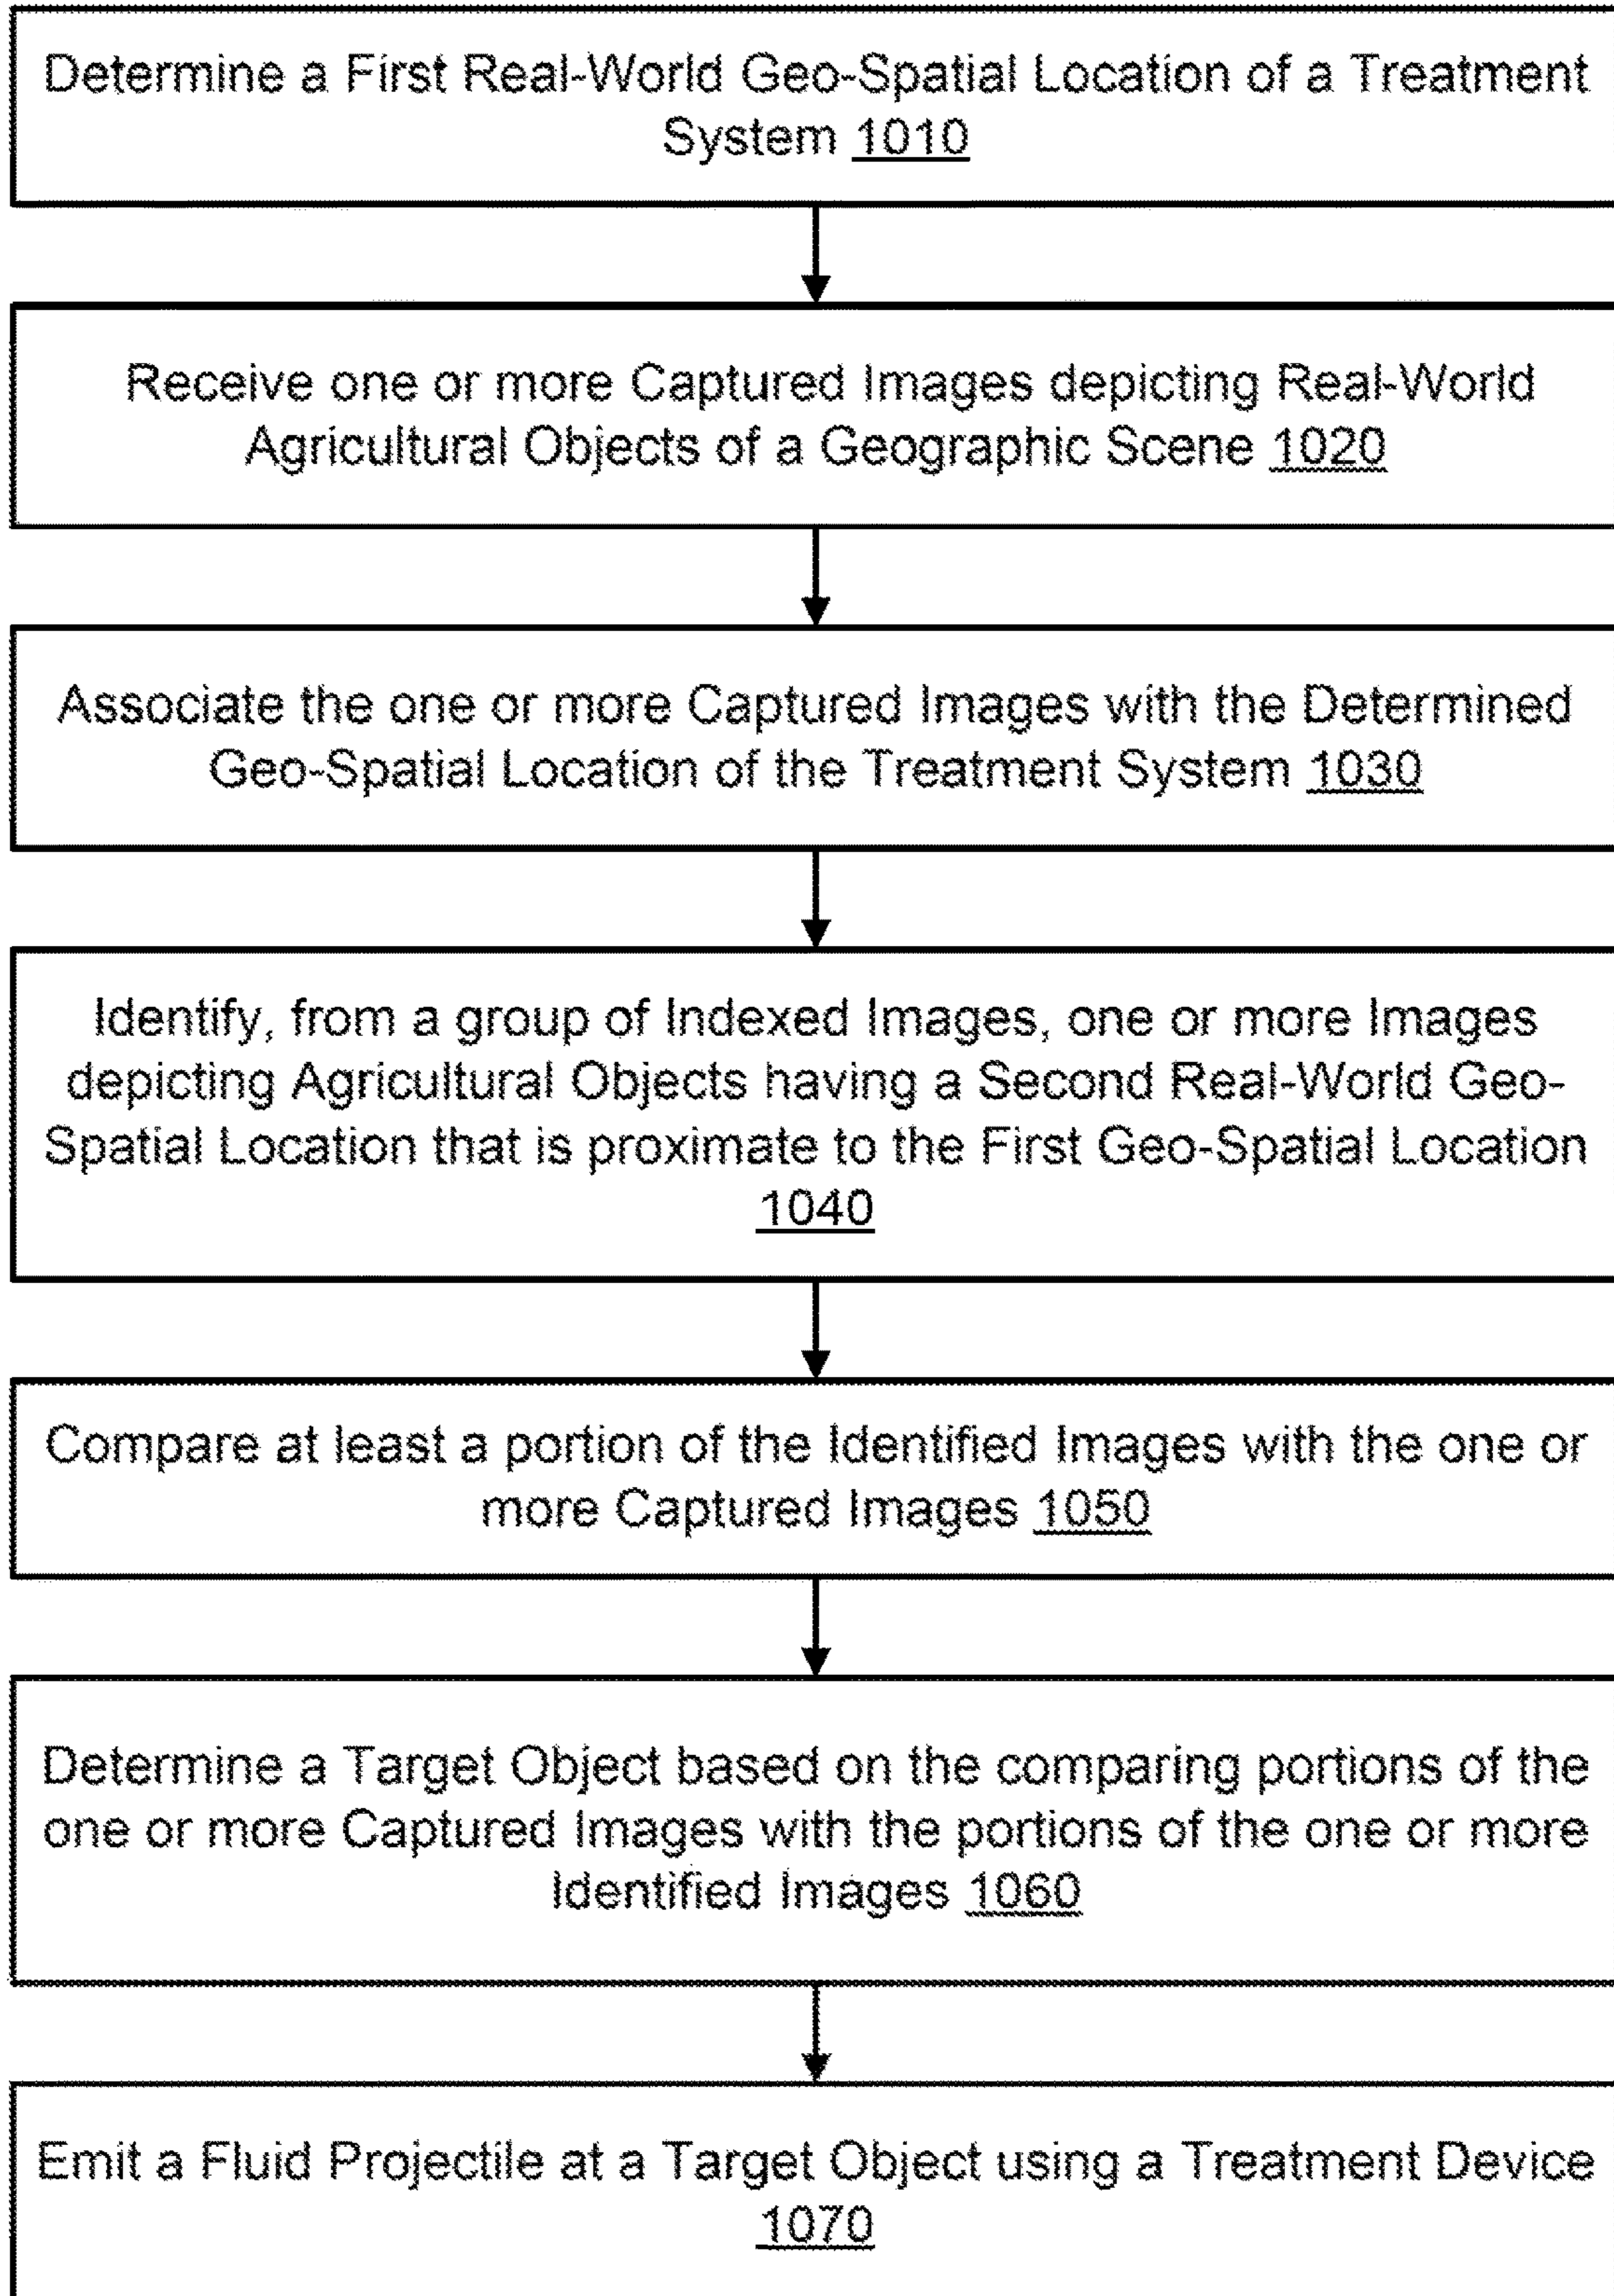 Determine a First Real-World Geo-Spatial Location of a Treatment
System 1010
Receive one or more Captured Images depicting Real-World
Agricultural Objects of a Geographic Scene 1020
Associate the one or more Captured Images with the Determined
Geo-Spatial Location of the Treatment System 1030
Identify, from a group of Indexed Images, one or more Images
depicting Agricultural Objects having a Second Real-World Geo-
Spatial Location that is proximate to the First Geo-Spatial Location
1040
Compare at least a portion of the Identified Images with the one or
more Captured Images 1050
Determine a Target Object based on the comparing portions of the
one or more Captured Images with the portions of the one or more
Identified Images 1060
Emit a Fluid Projectile at a Target Object using a Treatment Device
1070